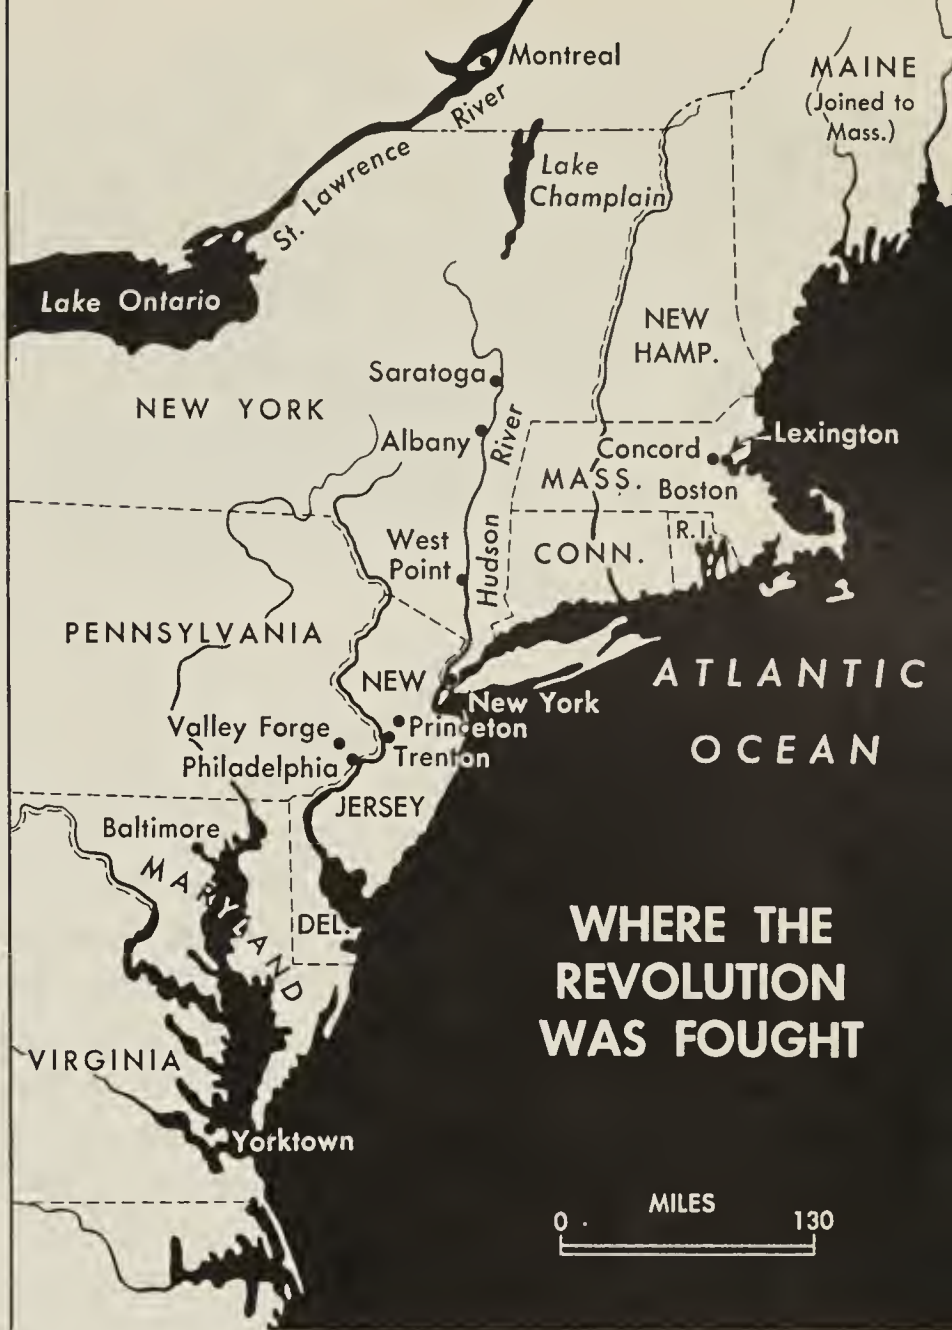 Montreal
MAINE
(Joined to
Mass.)
St. Lawrence River
Lake
Champlain
Lake Ontario
NEW
HAMP.
Saratoga
NEW YORK
Albany
Hudson River
Concord
Lexington
MASS.
Boston
R.I.
West
Point
CONN.
PENNSYLVANIA
NEW
JERSEY
New York
Valley Forge
Princeton
Philadelphia
Trenton
ATLANTIC
OCEAN
Baltimore
MARYLAND
DEL.
WHERE THE
REVOLUTION
WAS FOUGHT
VIRGINIA
Yorktown
MILES
0 130